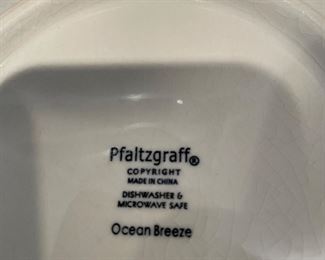 Pfaltzgraff®
COPYRIGHT
MADE IN CHINA
DISHWASHER &
MICROWAVE SAFE
Ocean Breeze